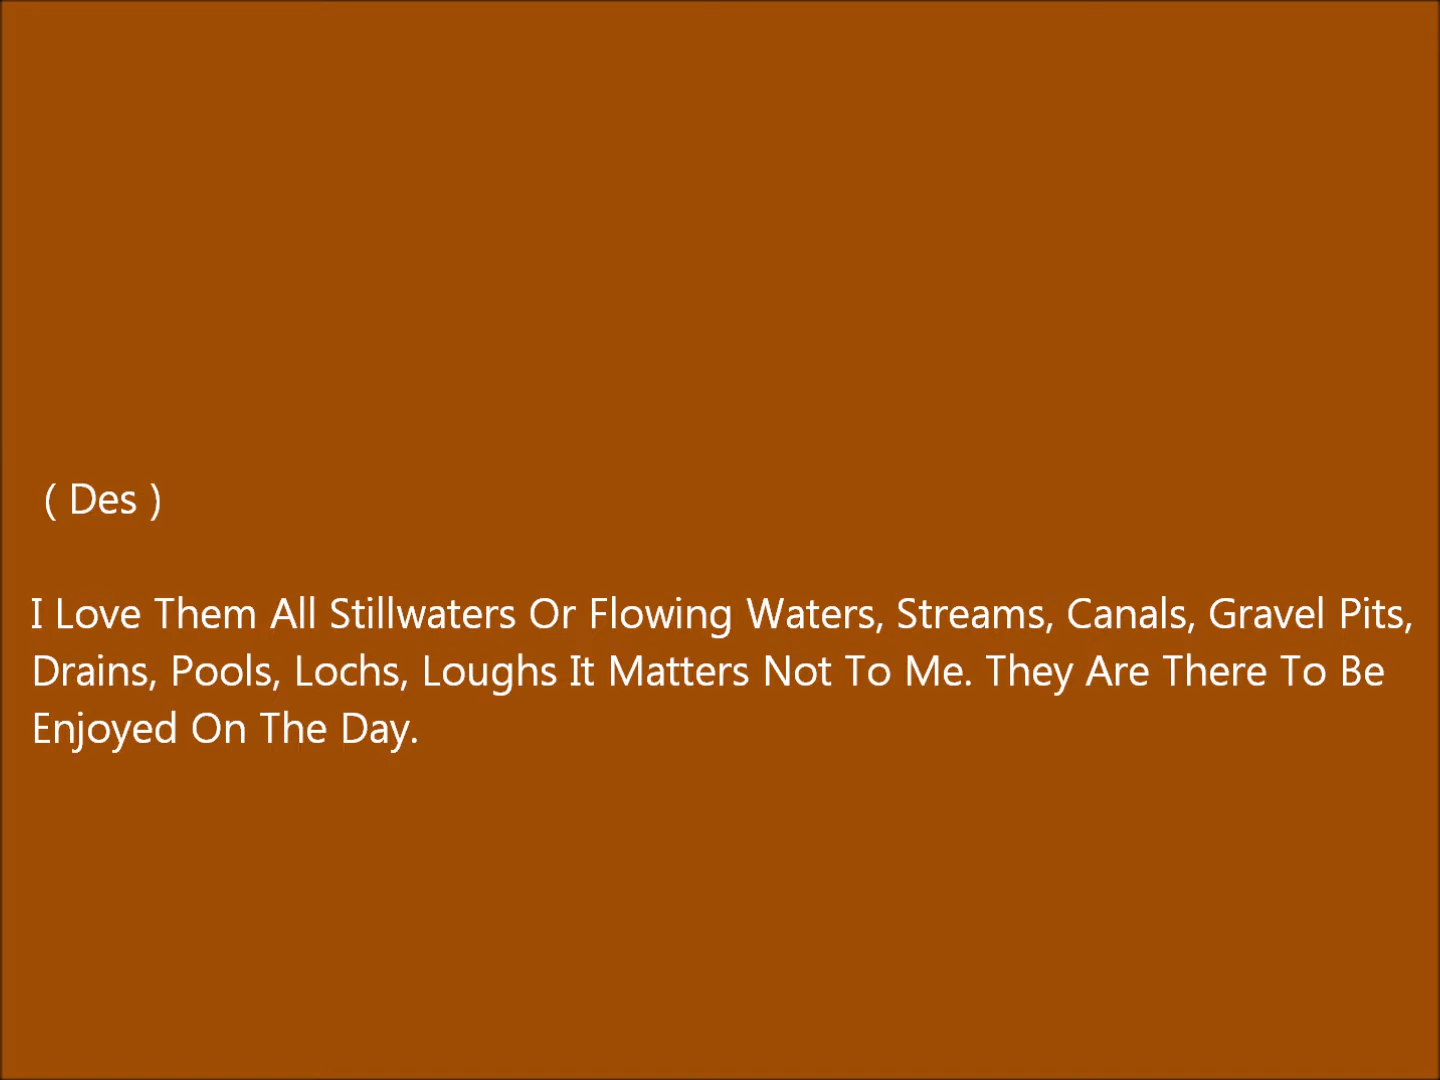 ( Des )
I Love Them All Stillwaters Or Flowing Waters, Streams, Canals, Gravel Pits,
Drains, Pools, Lochs, Loughs It Matters Not To Me. They Are There To Be
Enjoyed On The Day.